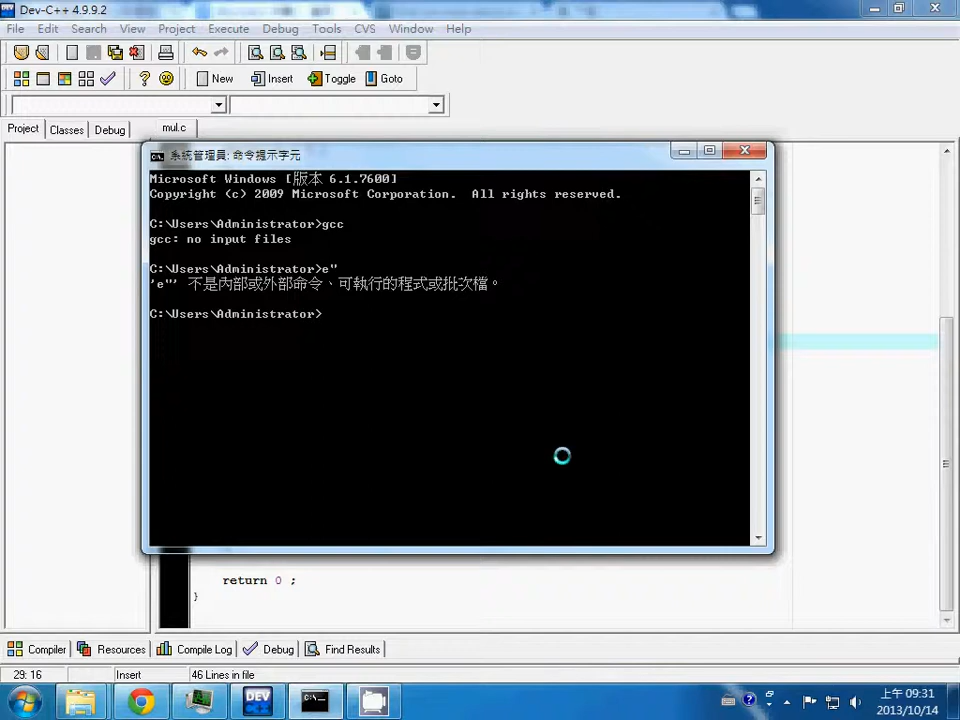 Dev-C++ 4.9.9.2
File Edit Search View Project Execute Debug Tools CVS Window Help
New Insert Toggle Goto
Project Classes Debug mul.c
系統管理員: 命令提示字元
Microsoft Windows [版本 6.1.7600]
Copyright (c) 2009 Microsoft Corporation. All rights reserved.
C:\Users\Administrator>gcc
gcc: no input files
C:\Users\Administrator>e"
'e"' 不是內部或外部命令、可執行的程式或批次檔。
C:\Users\Administrator>
return 0 ;
}
Compiler Resources Compile Log Debug Find Results
29: 16 Insert 46 Lines in file
DEV
上午 09:31
2013/10/14